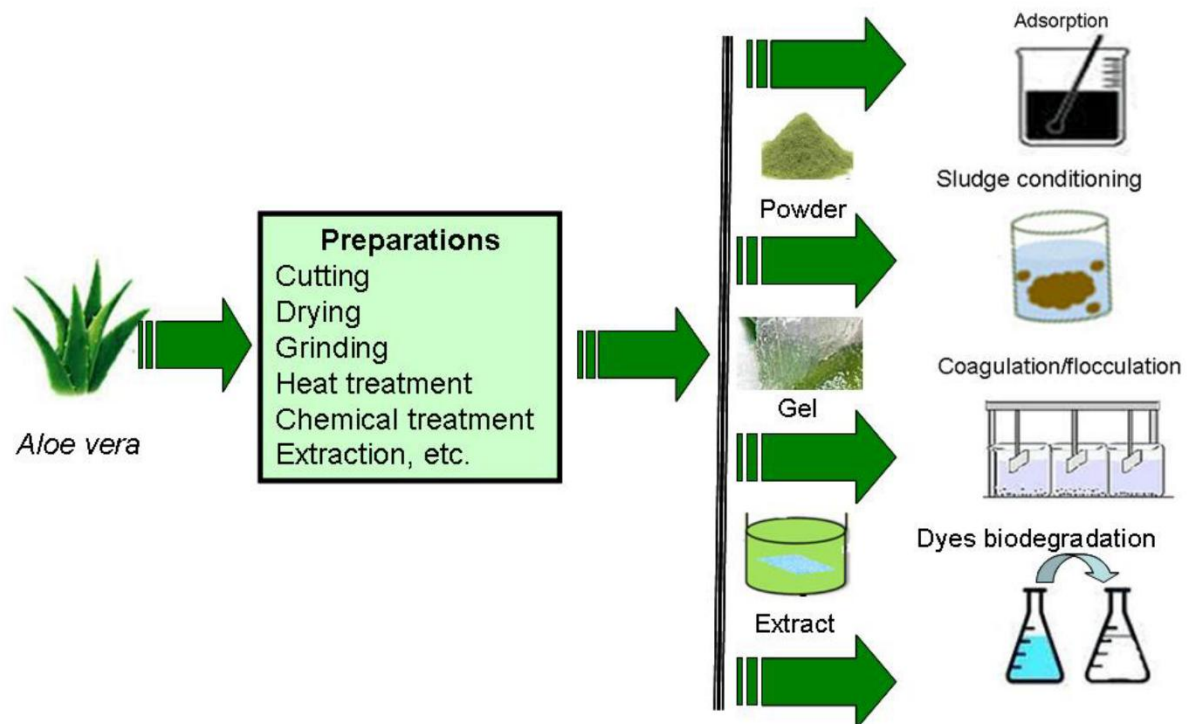 Aloe vera
Preparations
Cutting
Drying
Grinding
Heat treatment
Chemical treatment
Extraction, etc.
Powder
Gel
Extract
Adsorption
Sludge conditioning
Coagulation/flocculation
Dyes biodegradation